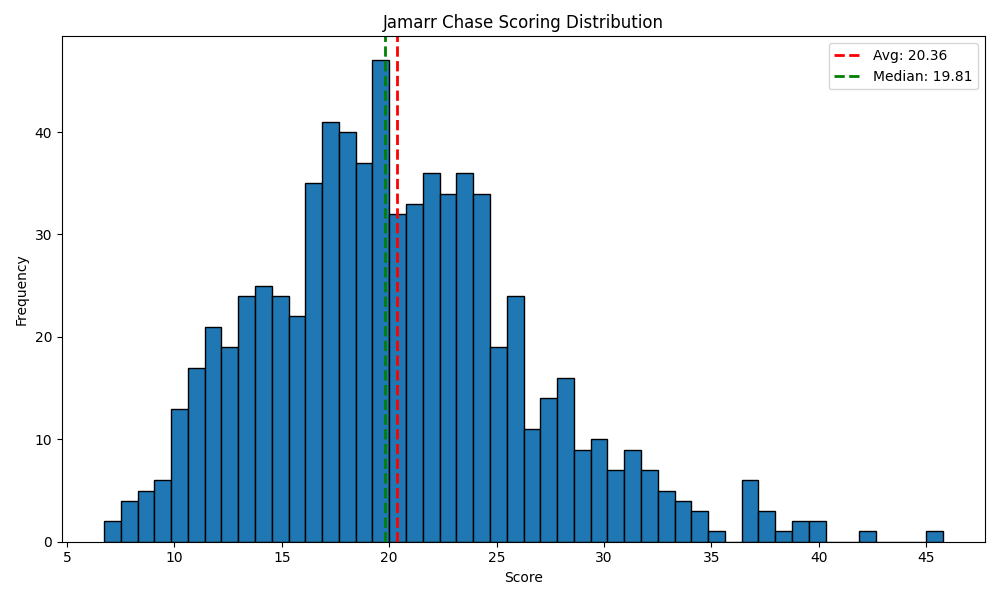 Jamarr Chase Scoring Distribution
Avg: 20.36
Median: 19.81
Frequency
40
30
20
10
0
5 10 15 20 25 30 35 40 45
Score